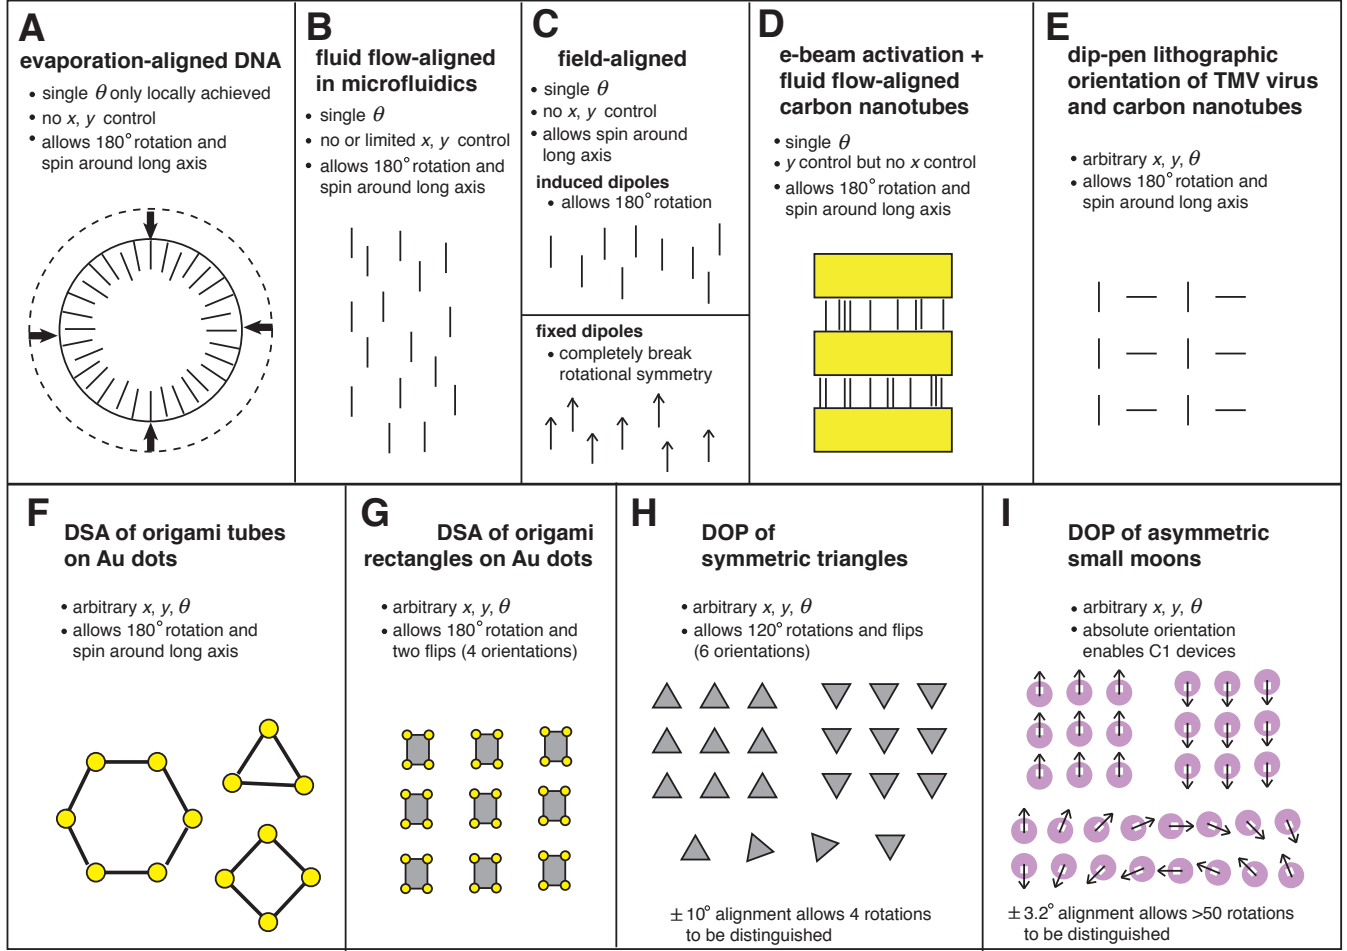 A
evaporation-aligned DNA
• single θ only locally achieved
• no x, y control
• allows 180° rotation and
spin around long axis
B
fluid flow-aligned
in microfluidics
• single θ
• no or limited x, y control
• allows 180° rotation and
spin around long axis
C
field-aligned
• single θ
• no x, y control
• allows spin around
long axis
induced dipoles
• allows 180° rotation
fixed dipoles
• completely break
rotational symmetry
D
e-beam activation +
fluid flow-aligned
carbon nanotubes
• single θ
• y control but no x control
• allows 180° rotation and
spin around long axis
E
dip-pen lithographic
orientation of TMV virus
and carbon nanotubes
• arbitrary x, y, θ
• allows 180° rotation and
spin around long axis
F
DSA of origami tubes
on Au dots
• arbitrary x, y, θ
• allows 180° rotation and
spin around long axis
G
DSA of origami
rectangles on Au dots
• arbitrary x, y, θ
• allows 180° rotation and
two flips (4 orientations)
H
DOP of
symmetric triangles
• arbitrary x, y, θ
• allows 120° rotations and flips
(6 orientations)
± 10° alignment allows 4 rotations
to be distinguished
I
DOP of asymmetric
small moons
• arbitrary x, y, θ
• absolute orientation
enables C1 devices
± 3.2° alignment allows >50 rotations
to be distinguished